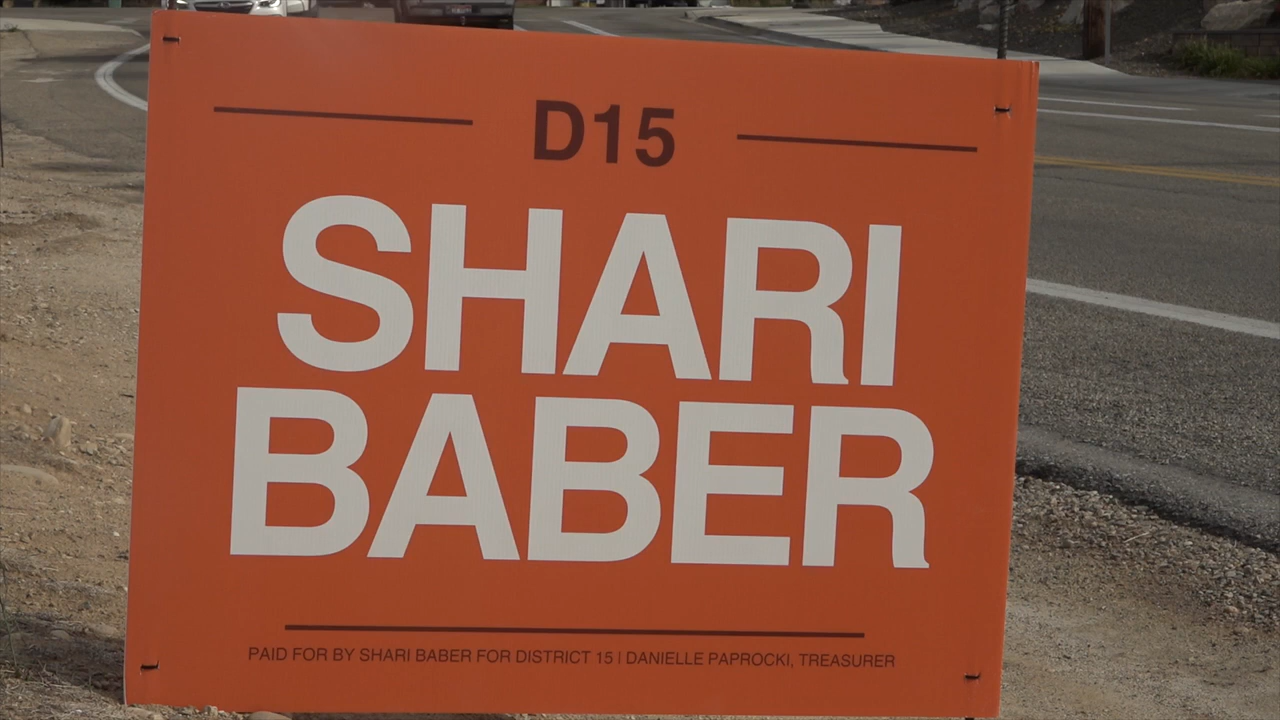 D15
SHARI
BABER
PAID FOR BY SHARI BABER FOR DISTRICT 15 | DANIELLE PAPROCKI, TREASURER